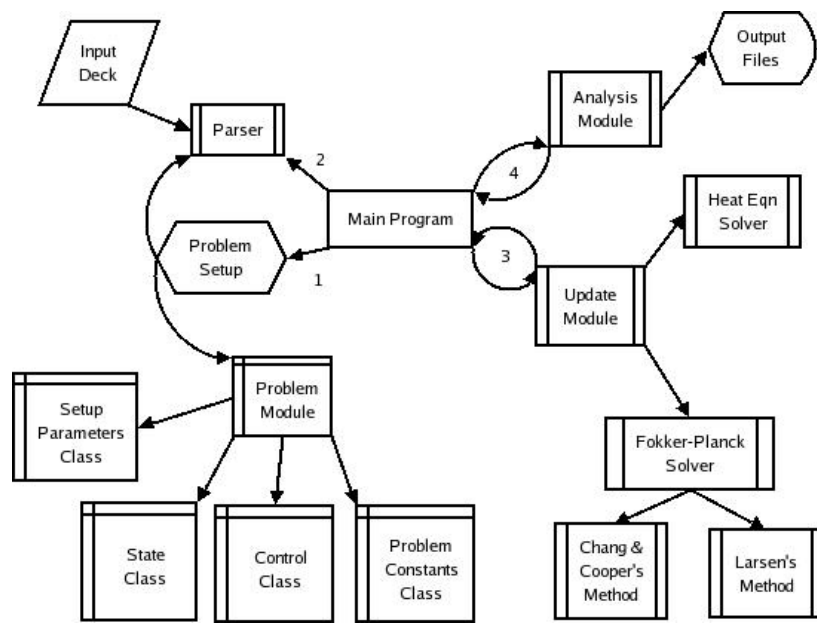 Input
Deck
Output
Files
Analysis
Module
Parser
2
4
Main Program
Heat Eqn
Solver
Problem
Setup
1
3
Update
Module
Problem
Module
Setup
Parameters
Class
Fokker-Planck
Solver
State
Class
Control
Class
Problem
Constants
Class
Chang &
Cooper's
Method
Larsen's
Method